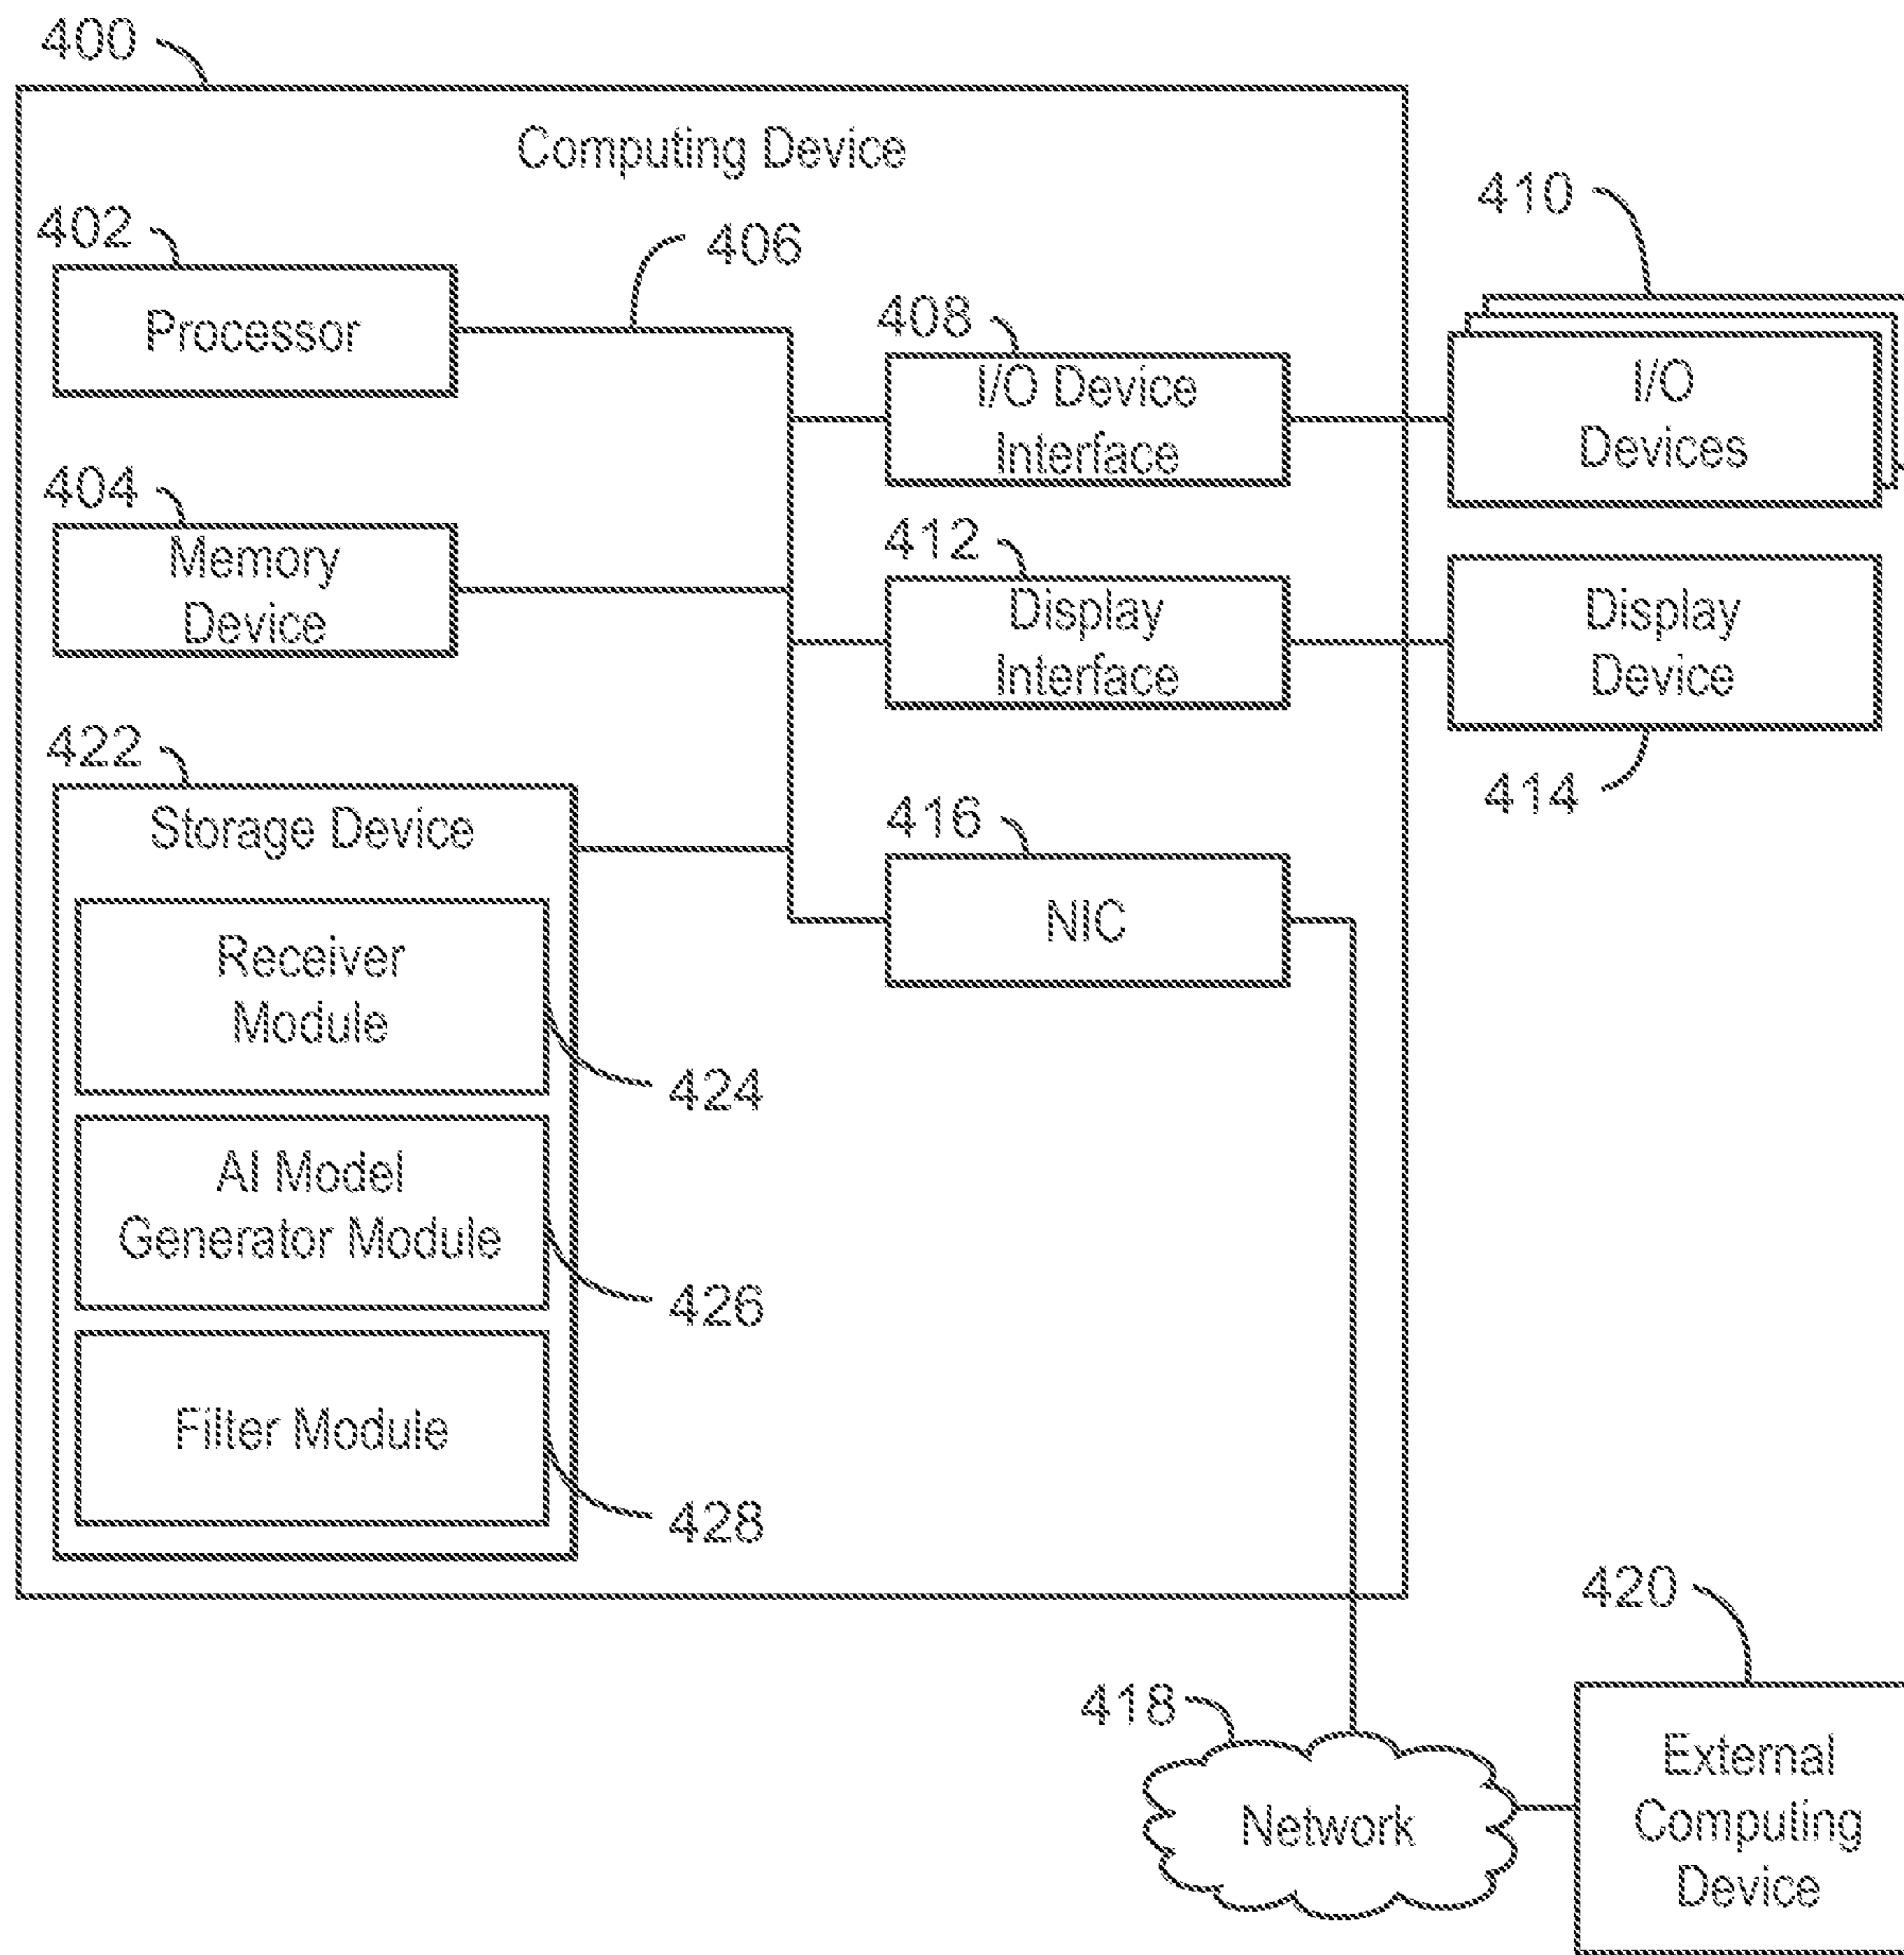 400
Computing Device
402
Processor
406
408
I/O Device
Interface
410
I/O
Devices
404
Memory
Device
412
Display
Interface
Display
Device
414
422
Storage Device
416
NIC
Receiver
Module
424
AI Model
Generator Module
426
Filter Module
428
418
Network
420
External
Computing
Device